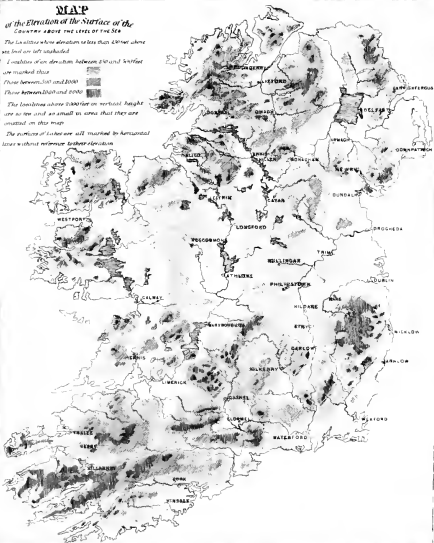 MAP
of the Elevation of the Surface of the
COUNTRY ABOVE THE LEVEL OF THE SEA
The localities whose elevation is less than 250 feet above
sea level are left unshaded
Localities of an elevation between 250 and 500 feet
are marked thus
Those between 500 and 1000
Those between 1000 and 2000
The localities above 2000 feet in vertical height
are so few and so small in area that they are
omitted on this map
The surfaces of lakes are all marked by horizontal
lines without reference to their elevation
LONDONDERRY
CARRICKFERGUS
BELFAST
OMAGH
DOWNPATRICK
MONAGHAN
SLIGO
DUNDALK
CAVAN
WESTPORT
LONGFORD
DROGHEDA
ROSCOMMON
TRIM
MULLINGAR
ATHLONE
PHILIPSTOWN
DUBLIN
GALWAY
KILDARE
NAAS
ATHY
WICKLOW
CARLOW
ARKLOW
ENNIS
KILKENNY
LIMERICK
CASHEL
CLONMEL
WEXFORD
WATERFORD
TRALEE
KERRY
KILLARNEY
CORK
KINSALE